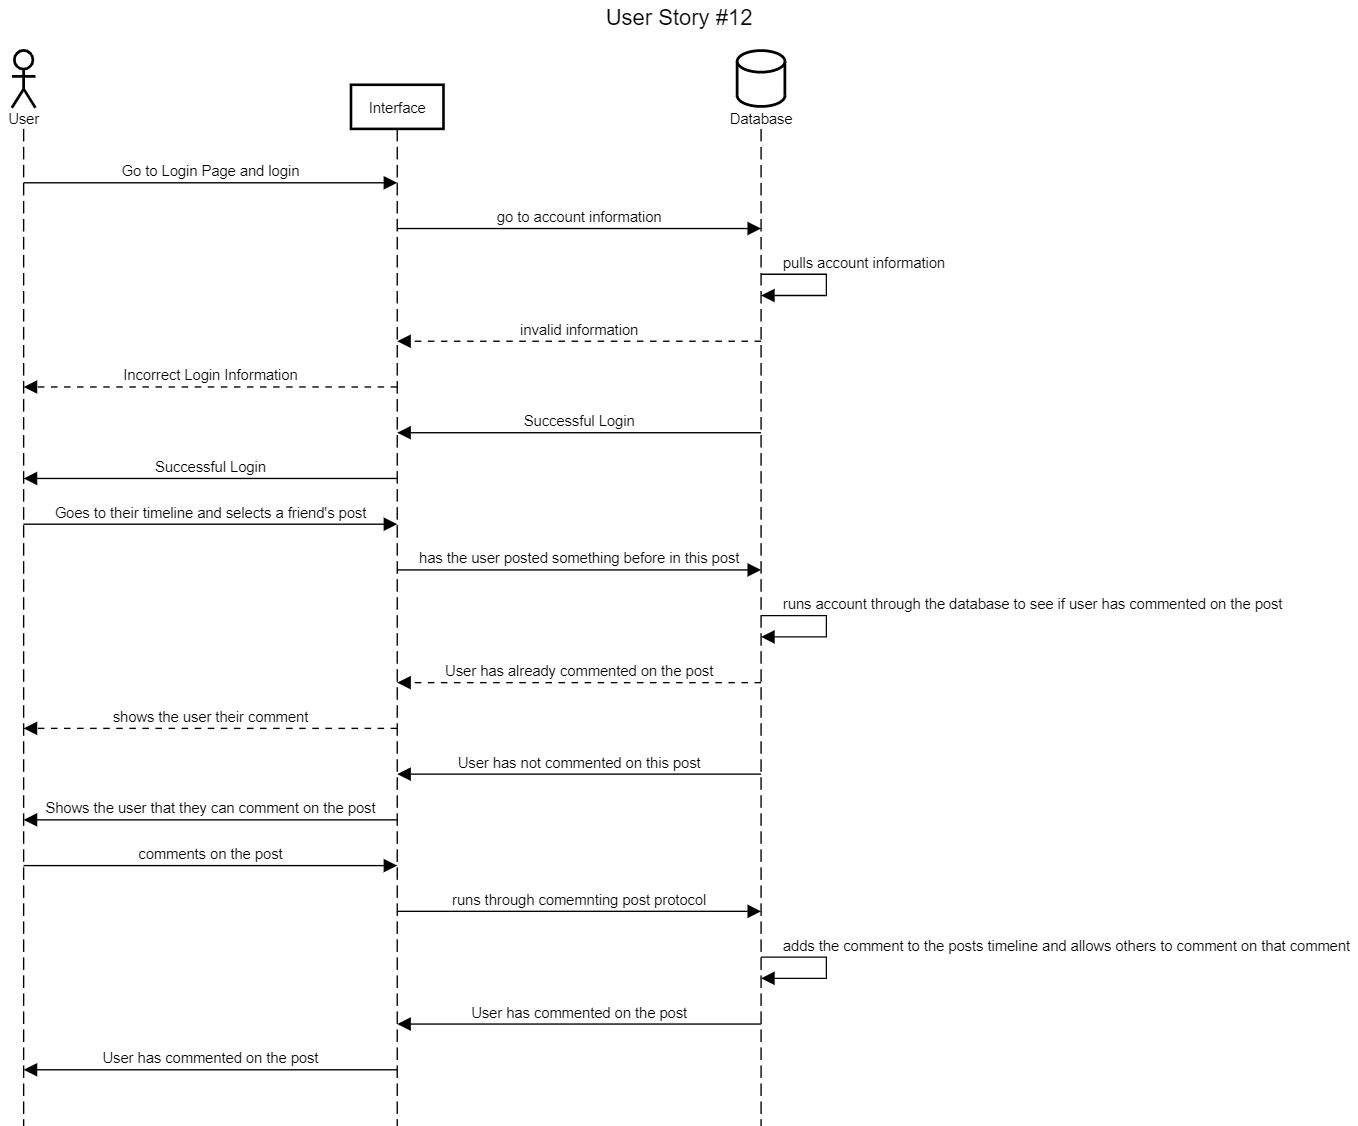 User Story #12
User
Interface
Database
Go to Login Page and login
go to account information
pulls account information
invalid information
Incorrect Login Information
Successful Login
Successful Login
Goes to their timeline and selects a friend's post
has the user posted something before in this post
runs account through the database to see if user has commented on the post
User has already commented on the post
shows the user their comment
User has not commented on this post
Shows the user that they can comment on the post
comments on the post
runs through comemnting post protocol
adds the comment to the posts timeline and allows others to comment on that comment
User has commented on the post
User has commented on the post